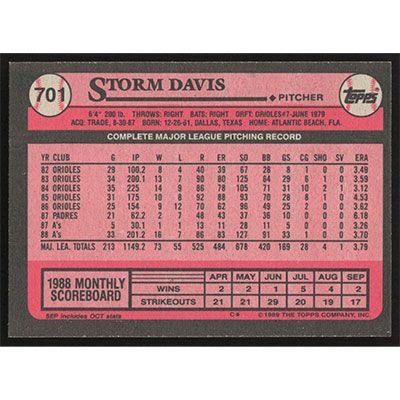 701
STORM DAVIS
PITCHER
TOPPS
6'4" 200 lb. THROWS: RIGHT BATS: RIGHT DRFT: ORIOLES#7-JUNE 1979
ACQ: TRADE, 8-30-87 BORN: 12-26-61, DALLAS, TEXAS HOME: ATLANTIC BEACH, FLA.
COMPLETE MAJOR LEAGUE PITCHING RECORD
YR CLUB G IP W L R ER SO BB GS CG SHO SV ERA
82 ORIOLES 29 100.2 8 4 40 39 67 28 8 1 0 0 3.49
83 ORIOLES 34 200.1 13 7 90 80 125 64 29 6 1 0 3.59
84 ORIOLES 35 225 14 9 86 78 105 71 31 10 2 1 3.12
85 ORIOLES 31 175 10 8 92 88 93 70 28 8 1 0 4.53
86 ORIOLES 25 154 9 12 70 62 96 49 25 2 0 0 3.62
87 PADRES 21 62.2 2 7 48 43 37 36 10 0 0 0 6.18
87 A's 5 30.1 1 1 13 11 28 11 5 0 0 0 3.26
88 A's 33 201.2 16 7 86 83 127 91 33 1 0 0 3.70
MAJ. LEA. TOTALS 213 1149.2 73 55 525 484 678 420 169 28 4 1 3.79
1988 MONTHLY SCOREBOARD
APR MAY JUN JUL AUG SEP
WINS 2 2 1 5 4 2
STRIKEOUTS 21 21 29 20 19 17
SEP includes OCT stats
C* ©1989 THE TOPPS COMPANY, INC.